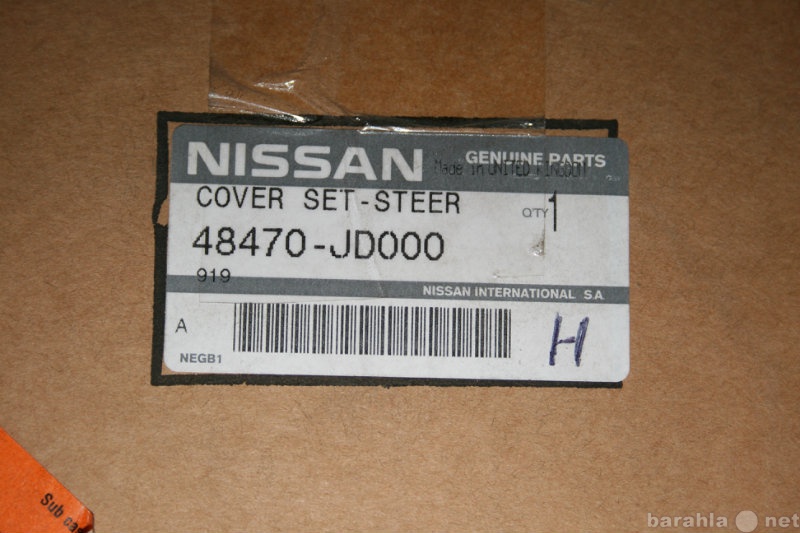 NISSAN GENUINE PARTS
Made in UNITED KINGDOM
COVER SET-STEER
QTY 1
48470-JD000
919
NISSAN INTERNATIONAL S.A.
A
H
NEGB1
Sub
barahla net